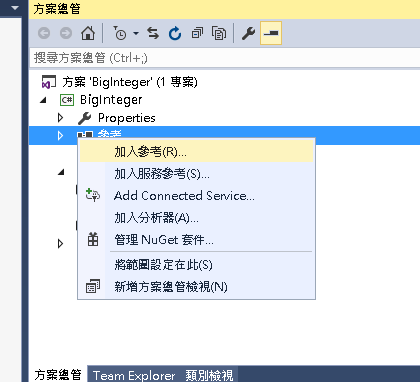 方案總管
搜尋方案總管 (Ctrl+;)
方案 'BigInteger' (1 專案)
C# BigInteger
Properties
參考
加入參考(R)...
加入服務參考(S)...
Add Connected Service...
加入分析器(A)...
管理 NuGet 套件...
將範圍設定在此(S)
新增方案總管檢視(N)
方案總管 Team Explorer 類別檢視